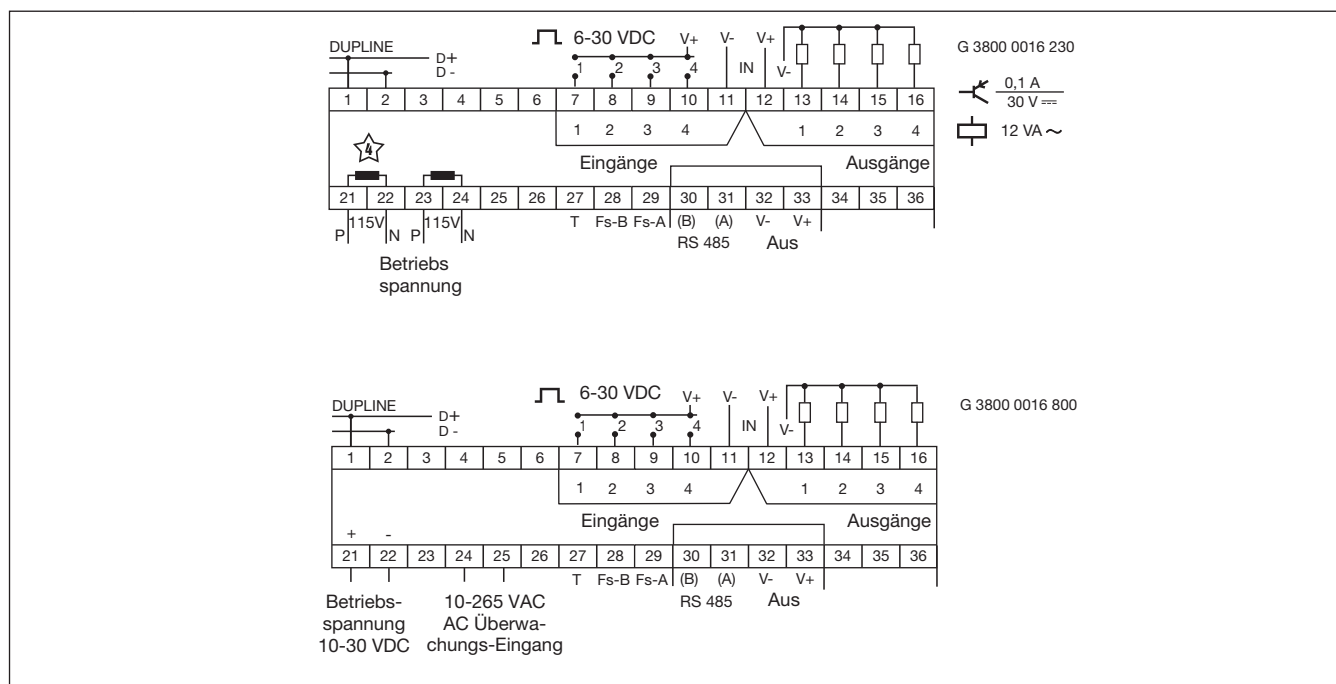 6-30 VDC V+ V- V+
DUPLINE D+
D -
1 2 3 4 IN V-
G 3800 0016 230
0,1 A
30 V
12 VA ~
1 2 3 4 5 6 7 8 9 10 11 12 13 14 15 16
1 2 3 4 1 2 3 4
4
Eingänge Ausgänge
21 22 23 24 25 26 27 28 29 30 31 32 33 34 35 36
P 115V N P 115V N
T Fs-B Fs-A (B) (A) V- V+
RS 485 Aus
Betriebs
spannung
6-30 VDC V+ V- V+
DUPLINE D+
D -
1 2 3 4 IN V-
G 3800 0016 800
1 2 3 4 5 6 7 8 9 10 11 12 13 14 15 16
1 2 3 4 1 2 3 4
Eingänge Ausgänge
+ -
21 22 23 24 25 26 27 28 29 30 31 32 33 34 35 36
T Fs-B Fs-A (B) (A) V- V+
RS 485 Aus
Betriebs-
spannung
10-30 VDC
10-265 VAC
AC Überwa-
chungs-Eingang